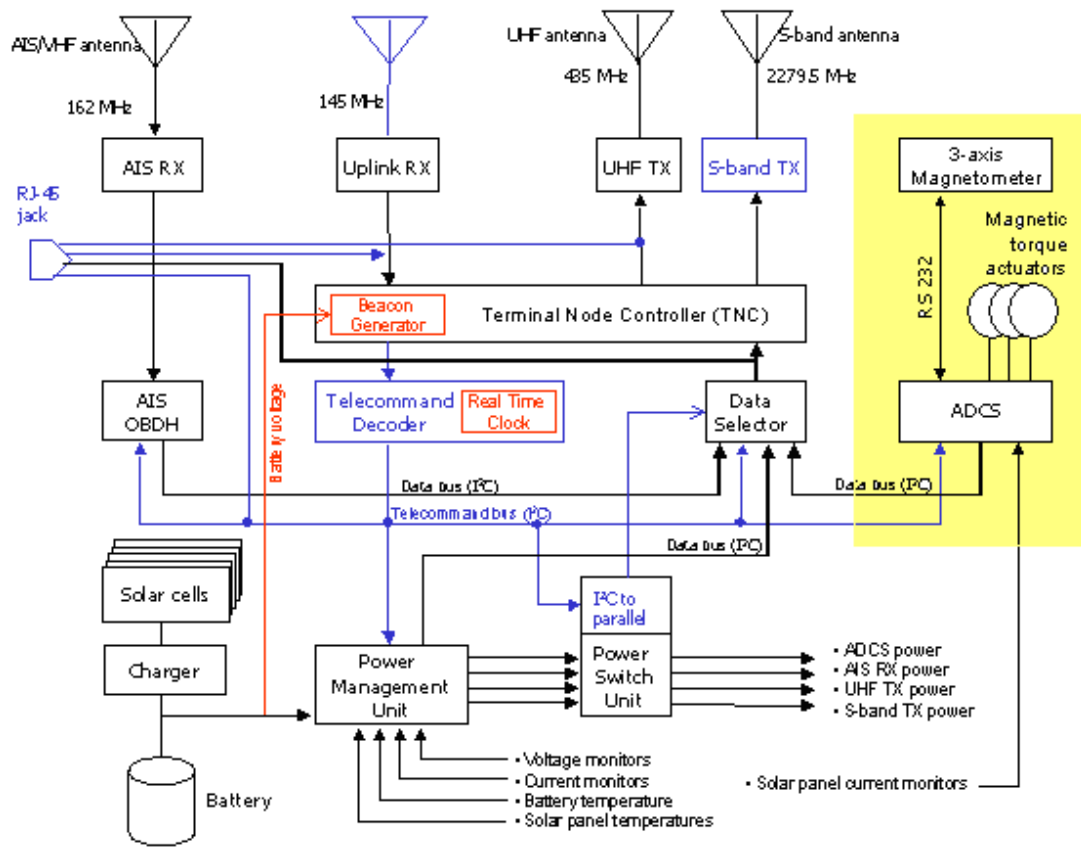 AIS/VHF antenna
UHF antenna
S-band antenna
162 MHz
145 MHz
435 MHz
2279.5 MHz
AIS RX
Uplink RX
UHF TX
S-band TX
3-axis
Magnetometer
RJ-45
jack
Magnetic
torque
actuators
RS 232
Beacon
Generator
Terminal Node Controller (TNC)
Battery voltage
AIS
OBDH
Telecommand
Decoder
Real Time
Clock
Data
Selector
ADCS
Data bus (I²C)
Data bus (I²C)
Telecommand bus (I²C)
Data bus (I²C)
Solar cells
I²C to
parallel
Charger
Power
Management
Unit
Power
Switch
Unit
• ADCS power
• AIS RX power
• UHF TX power
• S-band TX power
• Voltage monitors
• Current monitors
• Battery temperature
• Solar panel temperatures
• Solar panel current monitors
Battery